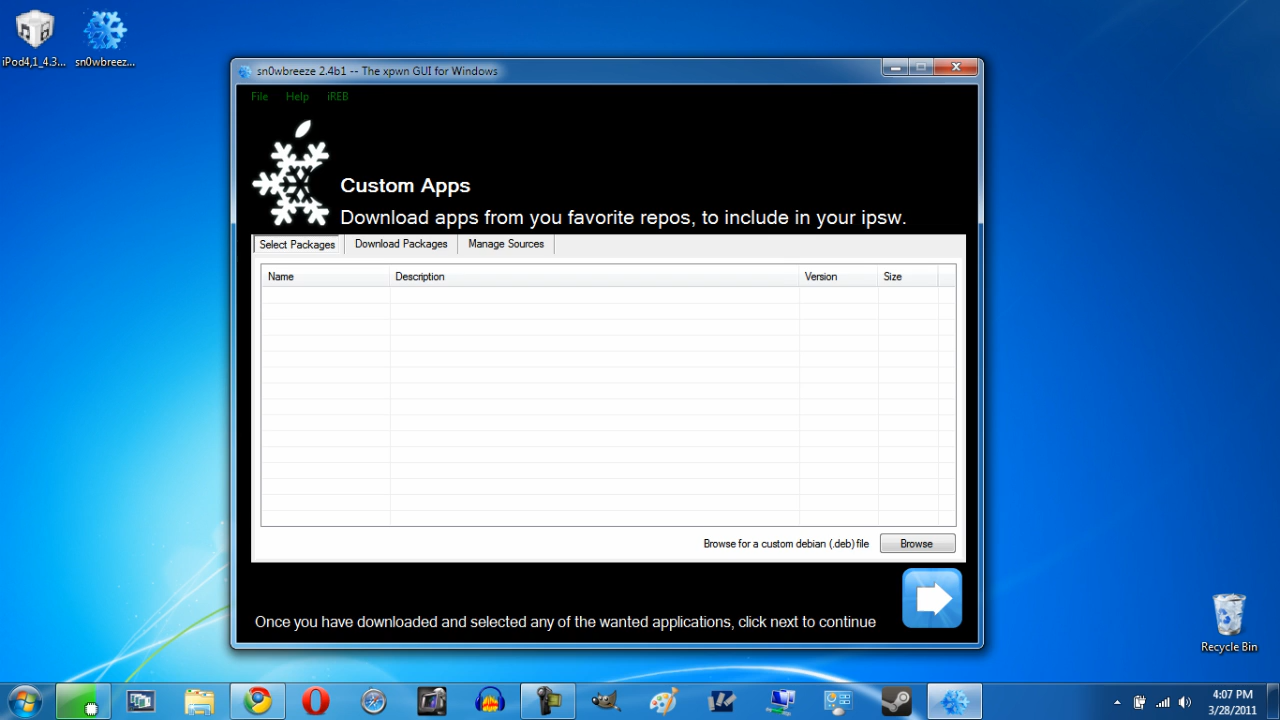 iPod4,1_4.3...
sn0wbreez...
sn0wbreeze 2.4b1 -- The xpwn GUI for Windows
File Help iREB
Custom Apps
Download apps from you favorite repos, to include in your ipsw.
Select Packages Download Packages Manage Sources
Name Description Version Size
Browse for a custom debian (.deb) file Browse
Once you have downloaded and selected any of the wanted applications, click next to continue
Recycle Bin
4:07 PM
3/28/2011